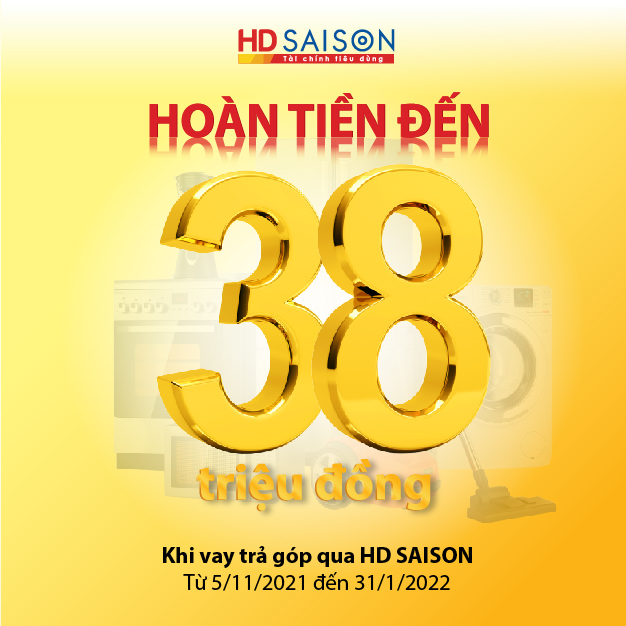 HD SAISON
Tài chính tiêu dùng
HOÀN TIỀN ĐẾN
38
triệu đồng
Khi vay trả góp qua HD SAISON
Từ 5/11/2021 đến 31/1/2022